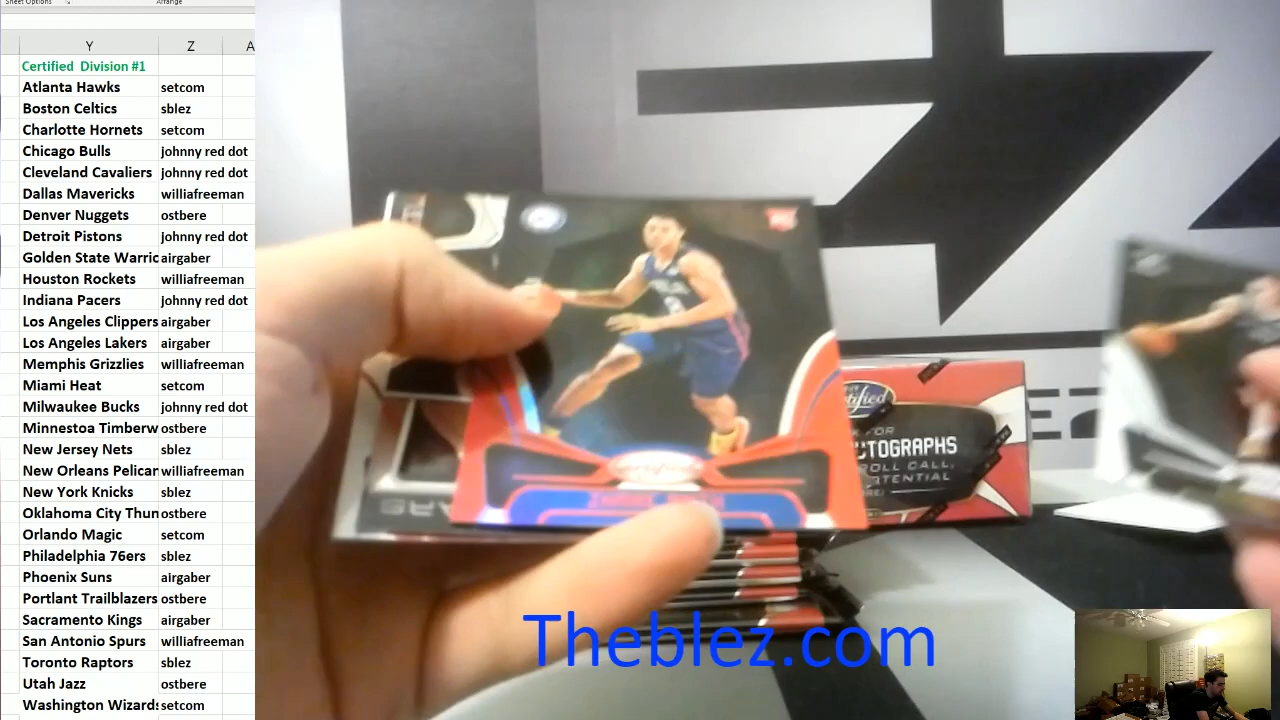 Sheet Options
Arrange
Y Z A
Certified Division #1
Atlanta Hawks setcom
Boston Celtics sblez
Charlotte Hornets setcom
Chicago Bulls johnny red dot
Cleveland Cavaliers johnny red dot
Dallas Mavericks williafreeman
Denver Nuggets ostbere
Detroit Pistons johnny red dot
Golden State Warric airgaber
Houston Rockets williafreeman
Indiana Pacers johnny red dot
Los Angeles Clippers airgaber
Los Angeles Lakers airgaber
Memphis Grizzlies williafreeman
Miami Heat setcom
Milwaukee Bucks johnny red dot
Minnestoa Timberw ostbere
New Jersey Nets sblez
New Orleans Pelicar williafreeman
New York Knicks sblez
Oklahoma City Thun ostbere
Orlando Magic setcom
Philadelphia 76ers sblez
Phoenix Suns airgaber
Portlant Trailblazers ostbere
Sacramento Kings airgaber
San Antonio Spurs williafreeman
Toronto Raptors sblez
Utah Jazz ostbere
Washington Wizards setcom
AUTOGRAPHS
ROLL CALL,
Theblez.com